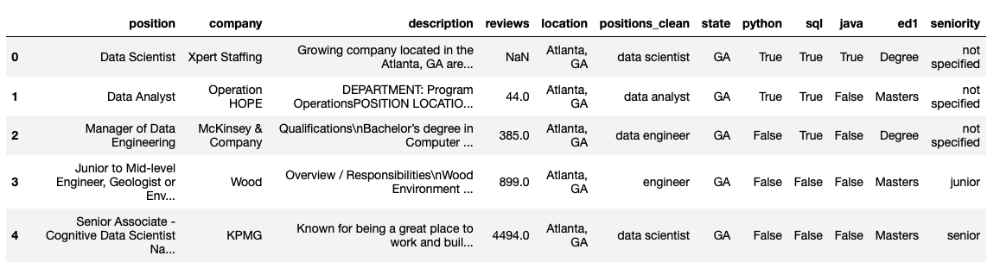 position company description reviews location positions_clean state python sql java ed1 seniority
0 Data Scientist Xpert Staffing Growing company located in the Atlanta, GA are... NaN Atlanta, GA data scientist GA True True True Degree not specified
1 Data Analyst Operation HOPE DEPARTMENT: Program OperationsPOSITION LOCATIO... 44.0 Atlanta, GA data analyst GA True True False Masters not specified
2 Manager of Data Engineering McKinsey & Company Qualifications\nBachelor’s degree in Computer ... 385.0 Atlanta, GA data engineer GA False True False Degree not specified
3 Junior to Mid-level Engineer, Geologist or Env... Wood Overview / Responsibilities\nWood Environment ... 899.0 Atlanta, GA engineer GA False False False Masters junior
4 Senior Associate - Cognitive Data Scientist Na... KPMG Known for being a great place to work and buil... 4494.0 Atlanta, GA data scientist GA False False False Masters senior